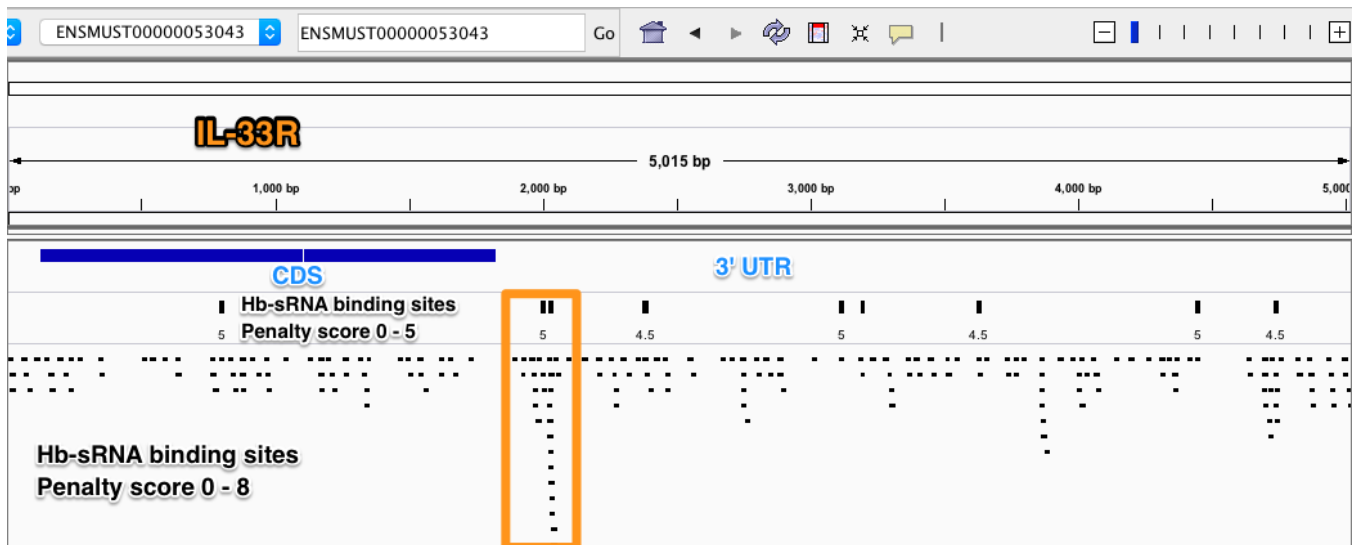 ENSMUST00000053043 ENSMUST00000053043 Go
IL-33R
5,015 bp
bp 1,000 bp 2,000 bp 3,000 bp 4,000 bp 5,000
CDS 3' UTR
Hb-sRNA binding sites
5 Penalty score 0 - 5 5 4.5 5 4.5 5 4.5
Hb-sRNA binding sites
Penalty score 0 - 8